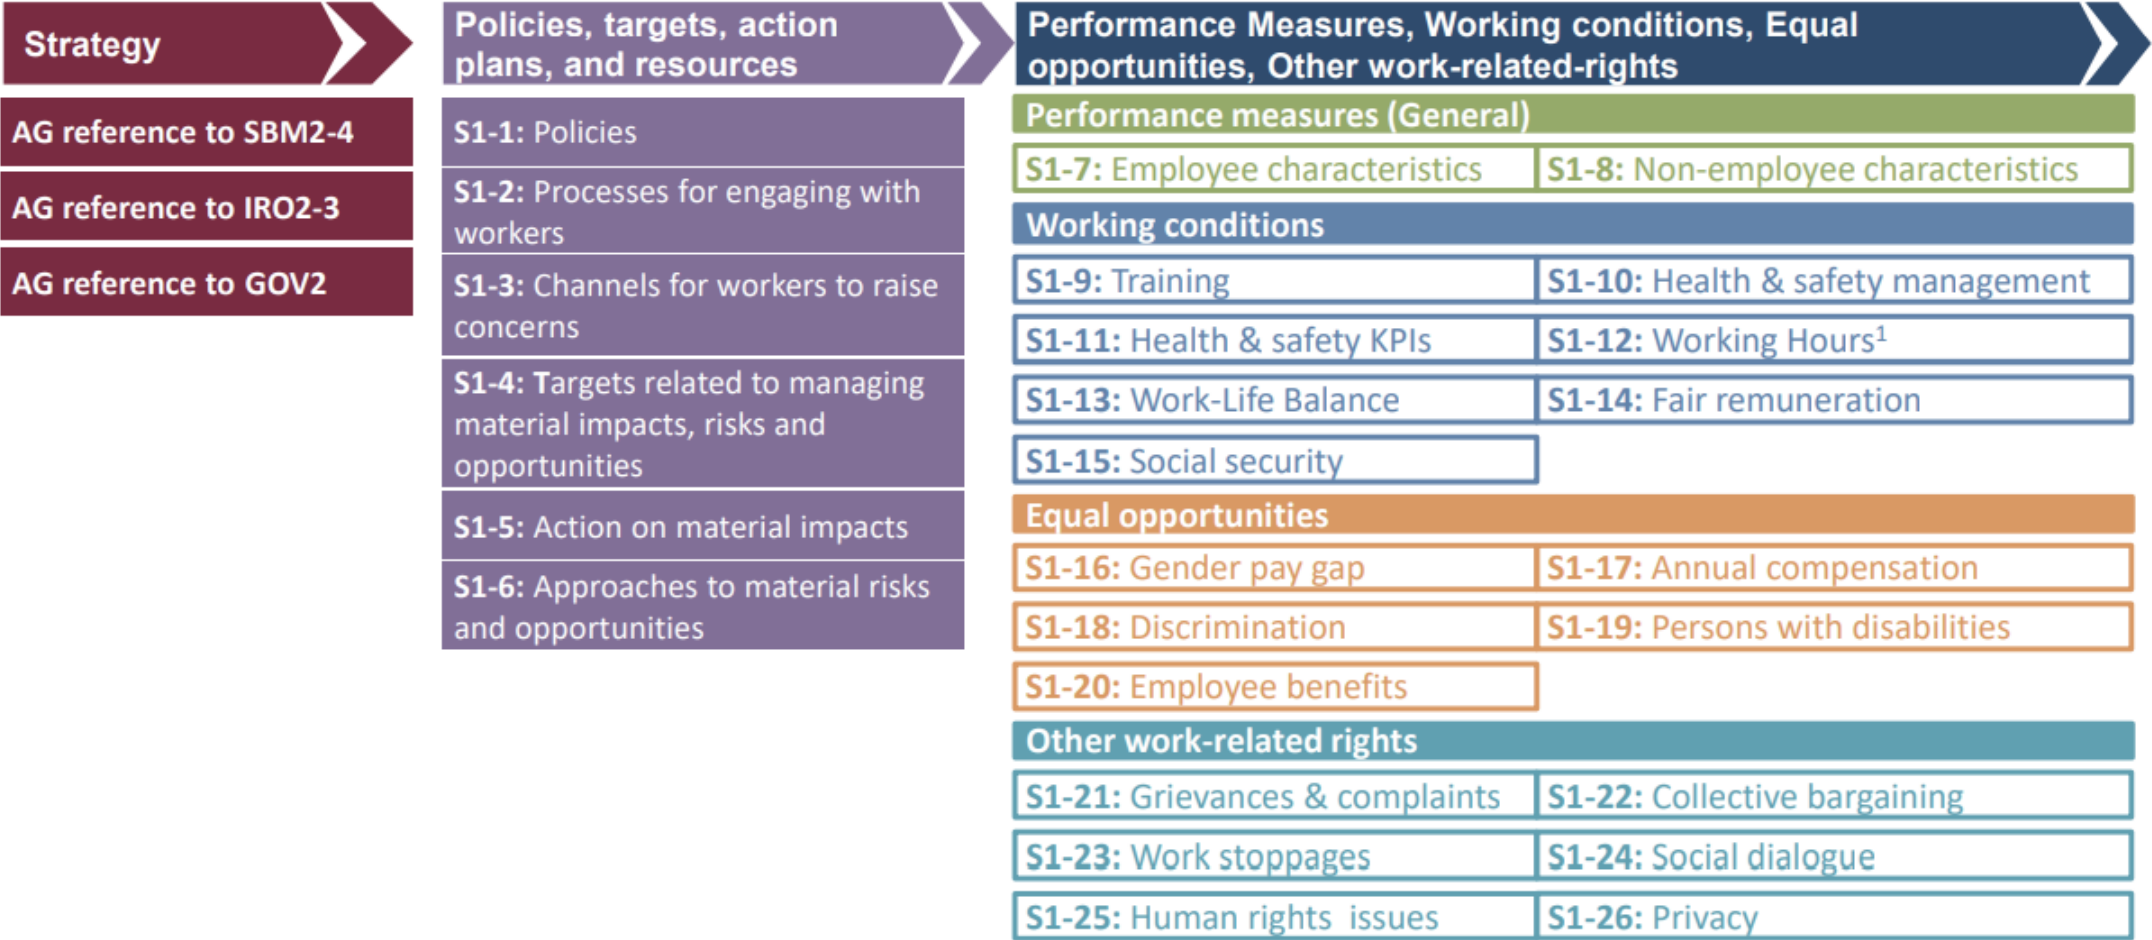 Strategy
AG reference to SBM2-4
AG reference to IRO2-3
AG reference to GOV2
Policies, targets, action
plans, and resources
S1-1: Policies
S1-2: Processes for engaging with
workers
S1-3: Channels for workers to raise
concerns
S1-4: Targets related to managing
material impacts, risks and
opportunities
S1-5: Action on material impacts
S1-6: Approaches to material risks
and opportunities
Performance Measures, Working conditions, Equal
opportunities, Other work-related-rights
Performance measures (General)
S1-7: Employee characteristics
S1-8: Non-employee characteristics
Working conditions
S1-9: Training
S1-10: Health & safety management
S1-11: Health & safety KPIs
S1-12: Working Hours¹
S1-13: Work-Life Balance
S1-14: Fair remuneration
S1-15: Social security
Equal opportunities
S1-16: Gender pay gap
S1-17: Annual compensation
S1-18: Discrimination
S1-19: Persons with disabilities
S1-20: Employee benefits
Other work-related rights
S1-21: Grievances & complaints
S1-22: Collective bargaining
S1-23: Work stoppages
S1-24: Social dialogue
S1-25: Human rights issues
S1-26: Privacy